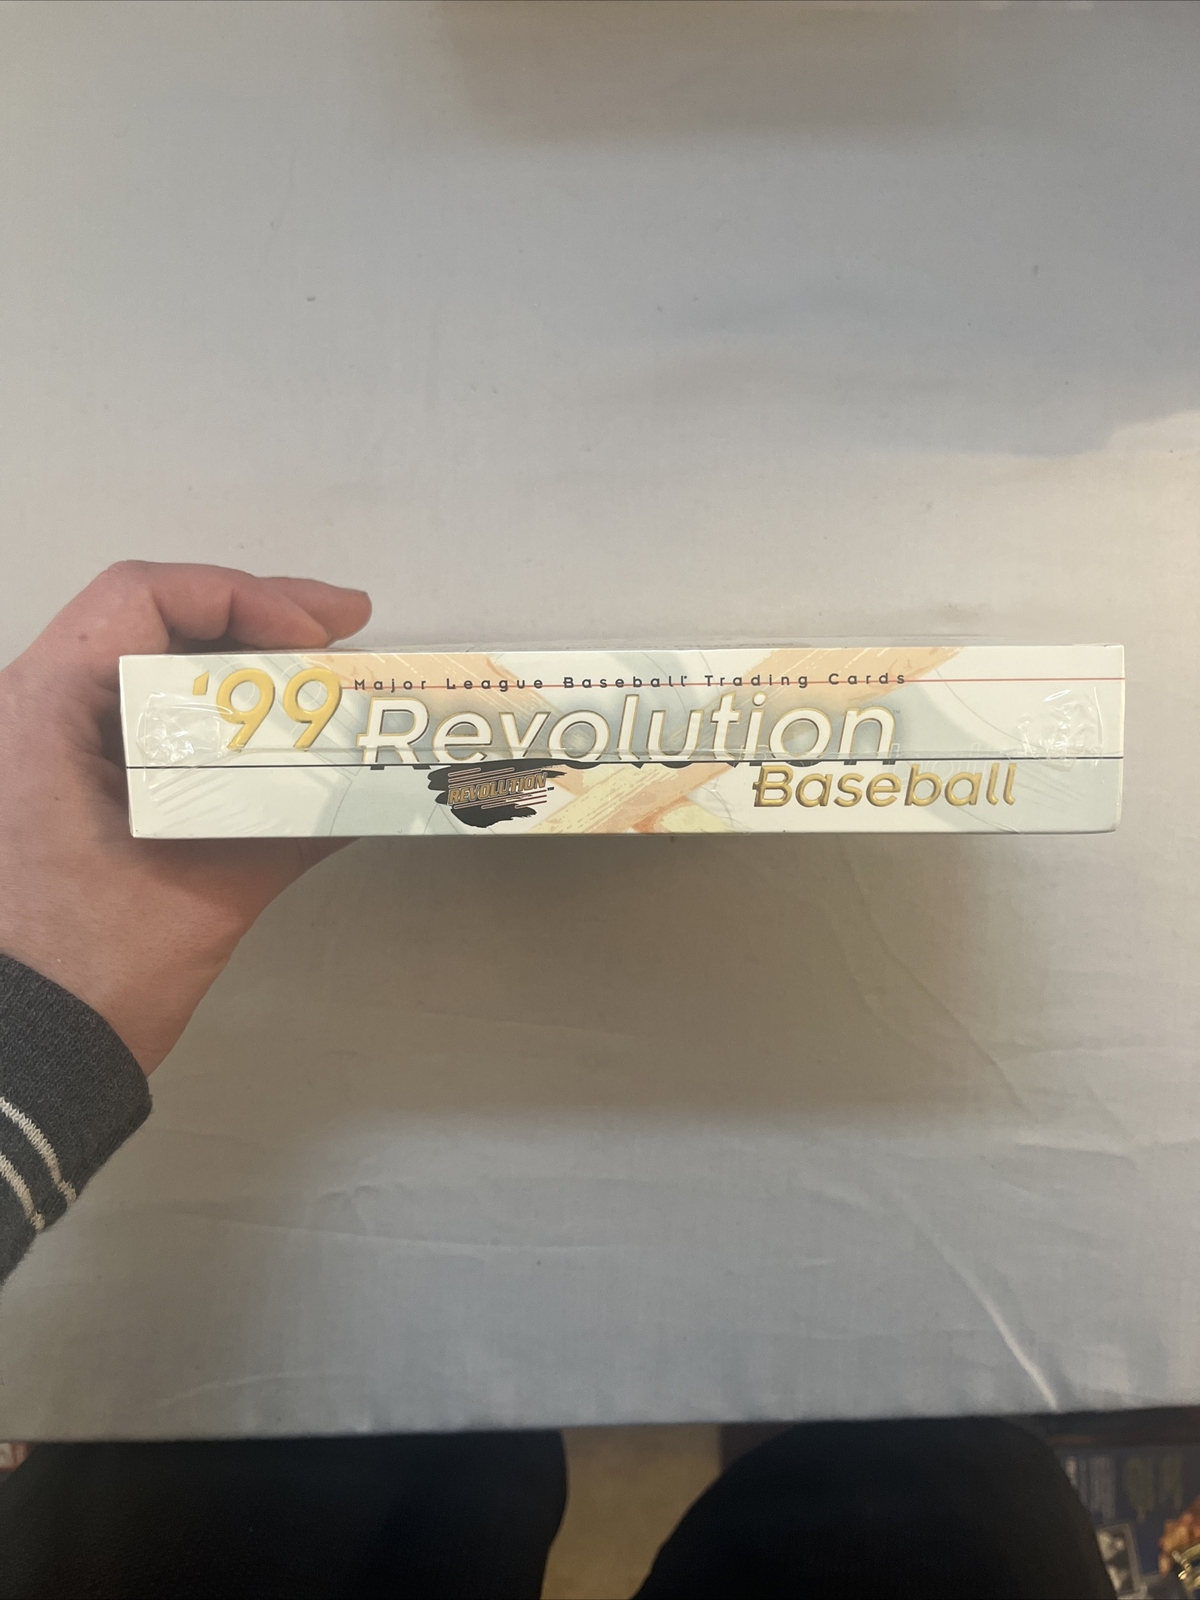 '99
Major League Baseball Trading Cards
Revolution
REVOLUTION
Baseball